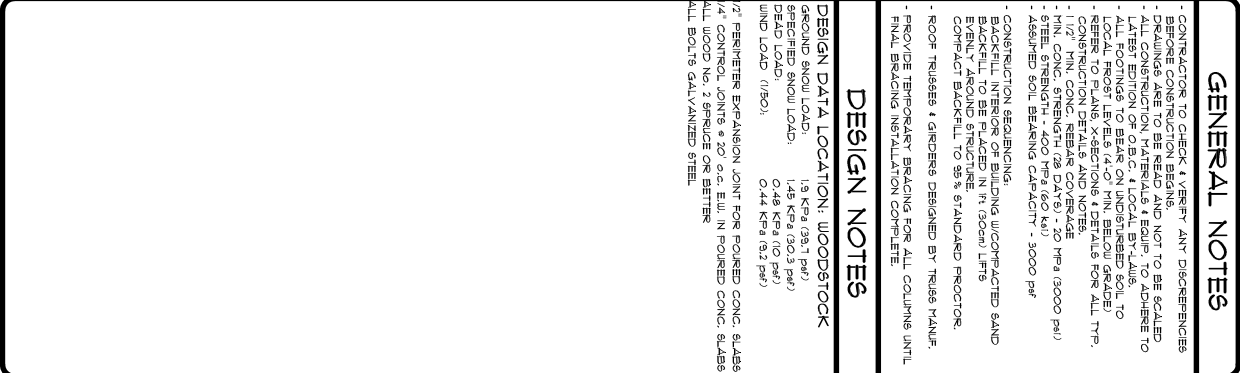 GENERAL NOTES
- CONTRACTOR TO CHECK & VERIFY ANY DISCREPENCIES
BEFORE CONSTRUCTION BEGINS.
- DRAWINGS ARE TO BE READ AND NOT TO BE SCALED
- ALL CONSTRUCTION, MATERIALS & EQUIP. TO ADHERE TO
LATEST EDITION OF O.B.C. & LOCAL BY-LAWS.
- ALL FOOTINGS TO BEAR ON UNDISTURBED SOIL TO
LOCAL FROST LEVELS (4'-0" MIN. BELOW GRADE)
- REFER TO PLANS, X-SECTIONS & DETAILS FOR ALL TYP.
CONSTRUCTION DETAILS AND NOTES.
- 1 1/2" MIN. CONC. REBAR COVERAGE
- MIN. CONC. STRENGTH (28 DAYS) - 20 MPa (3000 psi)
- STEEL STRENGTH - 400 MPa (60 ksi)
- ASSUMED SOIL BEARING CAPACITY - 3000 psf
- CONSTRUCTION SEQUENCING:
BACKFILL INTERIOR OF BUILDING W/COMPACTED SAND
BACKFILL TO BE PLACED IN 1ft (30cm) LIFTS
EVENLY AROUND STRUCTURE.
COMPACT BACKFILL TO 95% STANDARD PROCTOR.
- ROOF TRUSSES & GIRDERS DESIGNED BY TRUSS MANUF.
- PROVIDE TEMPORARY BRACING FOR ALL COLUMNS UNTIL
FINAL BRACING INSTALLATION COMPLETE.
DESIGN NOTES
DESIGN DATA LOCATION: WOODSTOCK
GROUND SNOW LOAD: 1.9 KPa (39.7 psf)
SPECIFIED SNOW LOAD: 1.45 KPa (30.3 psf)
DEAD LOAD: 0.48 KPa (10 psf)
WIND LOAD (1/50): 0.44 KPa (9.2 psf)
1/2" PERIMETER EXPANSION JOINT FOR POURED CONC. SLABS
1/4" CONTROL JOINTS @ 20' o.c. E.W. IN POURED CONC. SLABS
ALL WOOD No. 2 SPRUCE OR BETTER
ALL BOLTS GALVANIZED STEEL